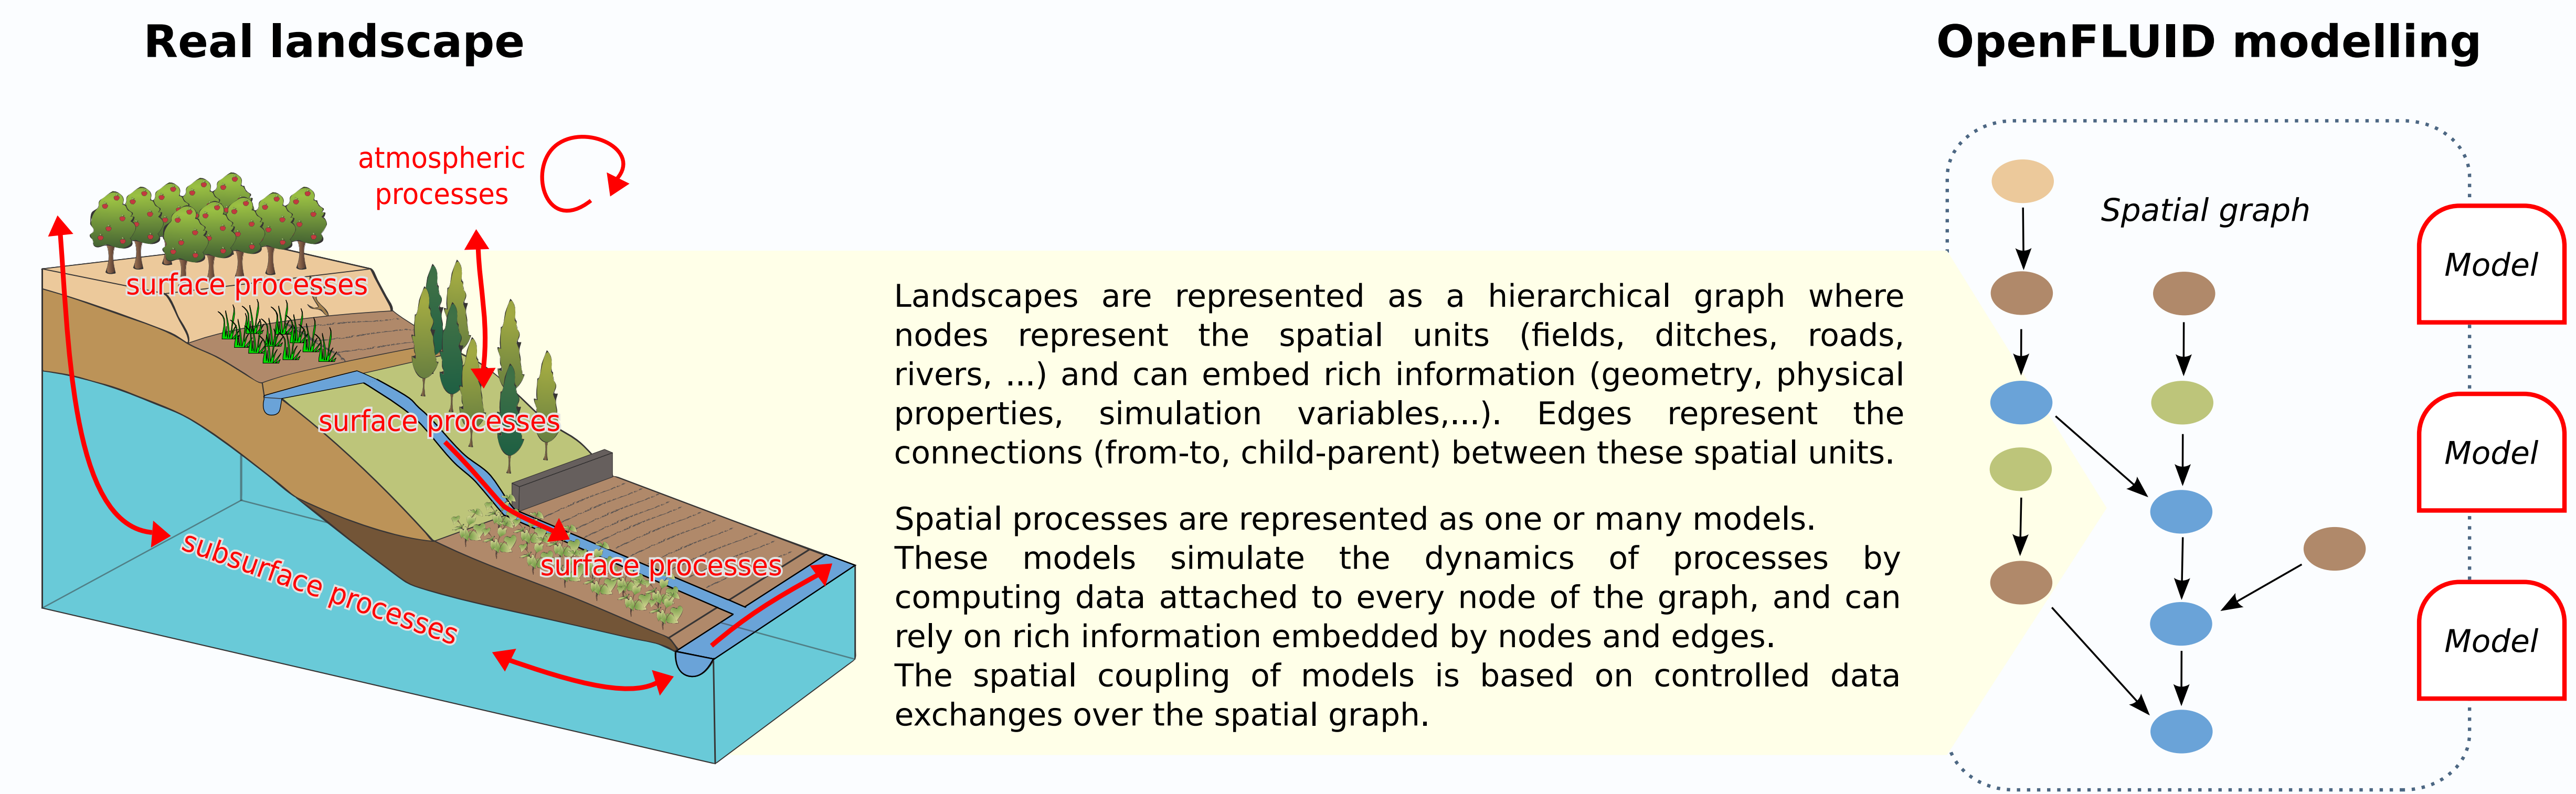 Real landscape
OpenFLUID modelling
atmospheric
processes
surface processes
surface processes
surface processes
subsurface processes
Landscapes are represented as a hierarchical graph where
nodes represent the spatial units (fields, ditches, roads,
rivers, ...) and can embed rich information (geometry, physical
properties, simulation variables,...). Edges represent the
connections (from-to, child-parent) between these spatial units.
Spatial processes are represented as one or many models.
These models simulate the dynamics of processes by
computing data attached to every node of the graph, and can
rely on rich information embedded by nodes and edges.
The spatial coupling of models is based on controlled data
exchanges over the spatial graph.
Spatial graph
Model
Model
Model